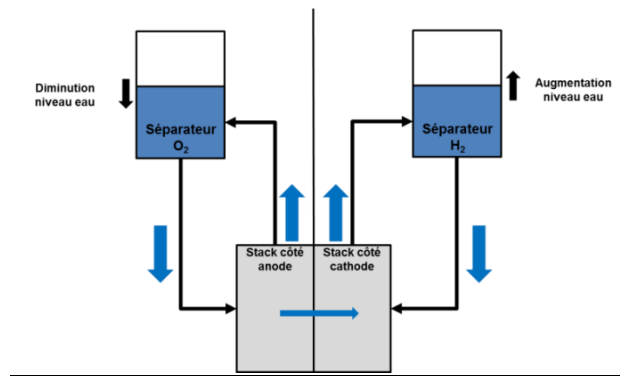 Diminution
niveau eau
Séparateur
O₂
Séparateur
H₂
Augmentation
niveau eau
Stack côté
anode
Stack côté
cathode